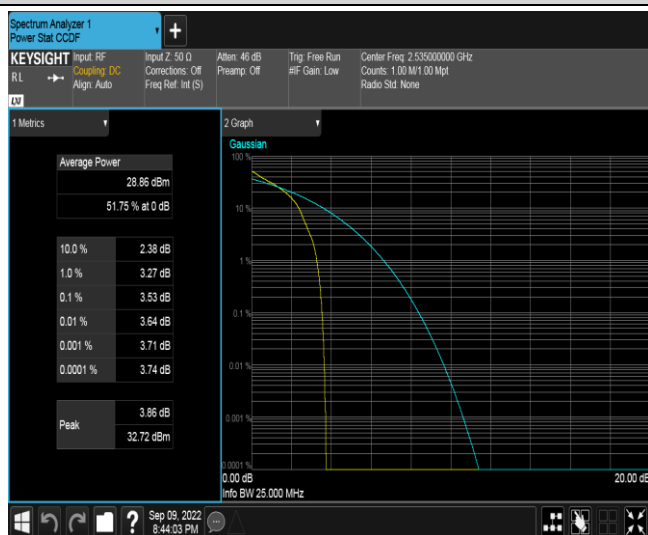 Spectrum Analyzer 1
Power Stat CCDF
KEYSIGHT
R L
LXI
Input: RF
Coupling: DC
Align: Auto
Input Z: 50 Ω
Corrections: Off
Freq Ref: Int (S)
Atten: 46 dB
Preamp: Off
Trig: Free Run
#IF Gain: Low
Center Freq: 2.535000000 GHz
Counts: 1.00 M/1.00 Mpt
Radio Std: None
1 Metrics
Average Power
28.86 dBm
51.75 % at 0 dB
10.0 % 2.38 dB
1.0 % 3.27 dB
0.1 % 3.53 dB
0.01 % 3.64 dB
0.001 % 3.71 dB
0.0001 % 3.74 dB
Peak
3.86 dB
32.72 dBm
2 Graph
Gaussian
100 %
10 %
1 %
0.1 %
0.01 %
0.001 %
0.0001 %
0.00 dB
20.00 dB
Info BW 25.000 MHz
?
Sep 09, 2022
8:44:03 PM